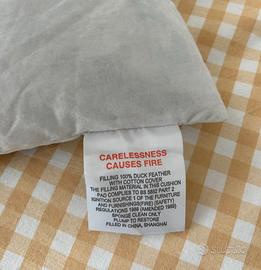 CARELESSNESS
CAUSES FIRE
FILLING 100% DUCK FEATHER
WITH COTTON COVER
THE FILLING MATERIAL IN THIS CUSHION
PAD COMPLIES TO BS 5852 PART 2
IGNITION SOURCE 1 OF THE FURNITURE
AND FURNISHING(FIRE) (SAFETY)
REGULATIONS 1988 (AMENDED 1989)
SPONGE CLEAN ONLY
PLUMP TO RESTORE
FILLED IN CHINA, SHANGHAI
Subito